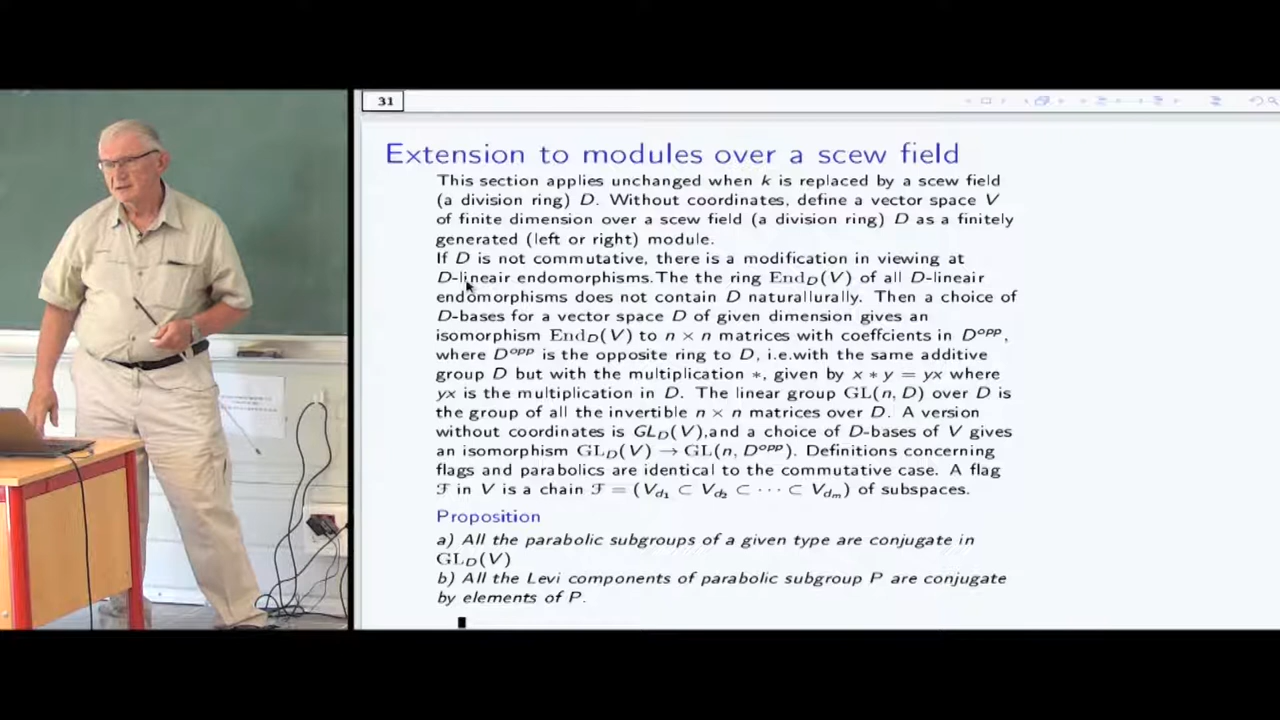 31
Extension to modules over a scew field
This section applies unchanged when k is replaced by a scew field
(a division ring) D. Without coordinates, define a vector space V
of finite dimension over a scew field (a division ring) D as a finitely
generated (left or right) module.
If D is not commutative, there is a modification in viewing at
D-lineair endomorphisms.The the ring End_D(V) of all D-lineair
endomorphisms does not contain D naturallurally. Then a choice of
D-bases for a vector space D of given dimension gives an
isomorphism End_D(V) to n × n matrices with coeffcients in D^opp,
where D^opp is the opposite ring to D, i.e.with the same additive
group D but with the multiplication ∗, given by x ∗ y = yx where
yx is the multiplication in D. The linear group GL(n, D) over D is
the group of all the invertible n × n matrices over D. A version
without coordinates is GL_D(V),and a choice of D-bases of V gives
an isomorphism GL_D(V) → GL(n, D^opp). Definitions concerning
flags and parabolics are identical to the commutative case. A flag
ℱ in V is a chain ℱ = (V_{d_1} ⊂ V_{d_2} ⊂ ⋯ ⊂ V_{d_m}) of subspaces.
Proposition
a) All the parabolic subgroups of a given type are conjugate in
GL_D(V)
b) All the Levi components of parabolic subgroup P are conjugate
by elements of P.